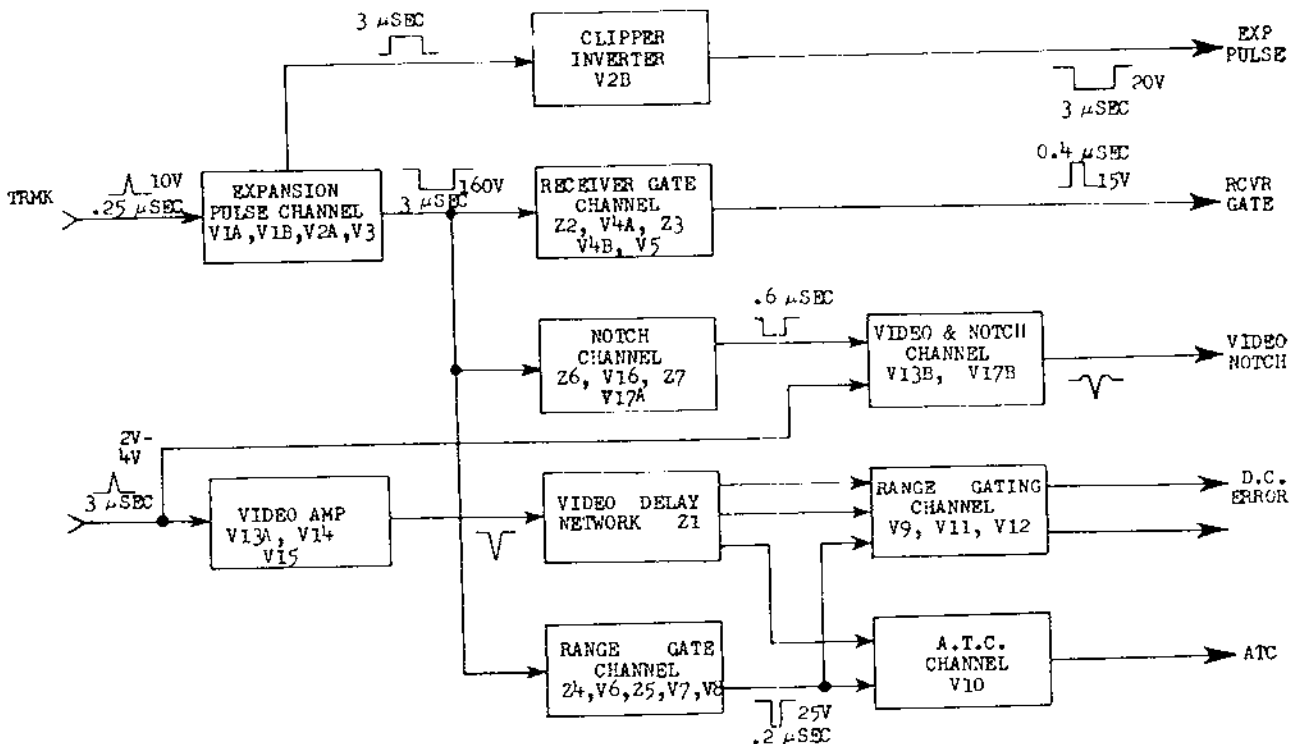 3 μSEC
CLIPPER
INVERTER
V2B
EXP
PULSE
20V
3 μSEC
TRMK
10V
.25 μSEC
EXPANSION
PULSE CHANNEL
V1A,V1B,V2A,V3
160V
3 μSEC
RECEIVER GATE
CHANNEL
Z2, V4A, Z3
V4B, V5
0.4 μSEC
15V
RCVR
GATE
NOTCH
CHANNEL
Z6, V16, Z7
V17A
.6 μSEC
VIDEO & NOTCH
CHANNEL
V13B, V17B
VIDEO
NOTCH
2V-
4V
3 μSEC
VIDEO AMP
V13A, V14
V15
VIDEO DELAY
NETWORK Z1
RANGE GATING
CHANNEL
V9, V11, V12
D.C.
ERROR
RANGE GATE
CHANNEL
Z4,V6,Z5,V7,V8
25V
.2 μSEC
A.T.C.
CHANNEL
V10
ATC